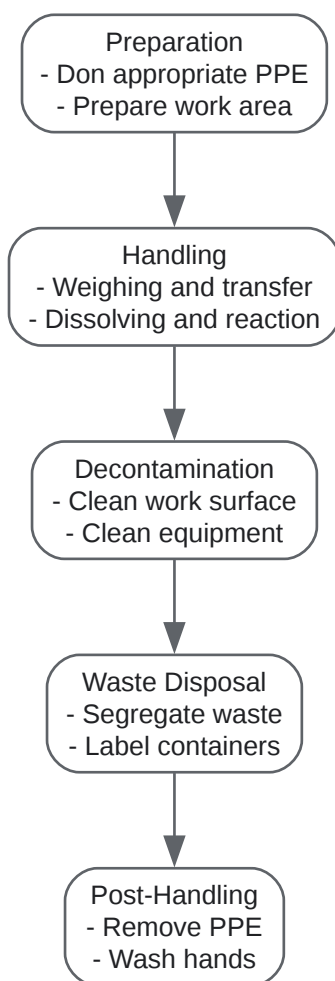 Preparation
- Don appropriate PPE
- Prepare work area
Handling
- Weighing and transfer
- Dissolving and reaction
Decontamination
- Clean work surface
- Clean equipment
Waste Disposal
- Segregate waste
- Label containers
Post-Handling
- Remove PPE
- Wash hands